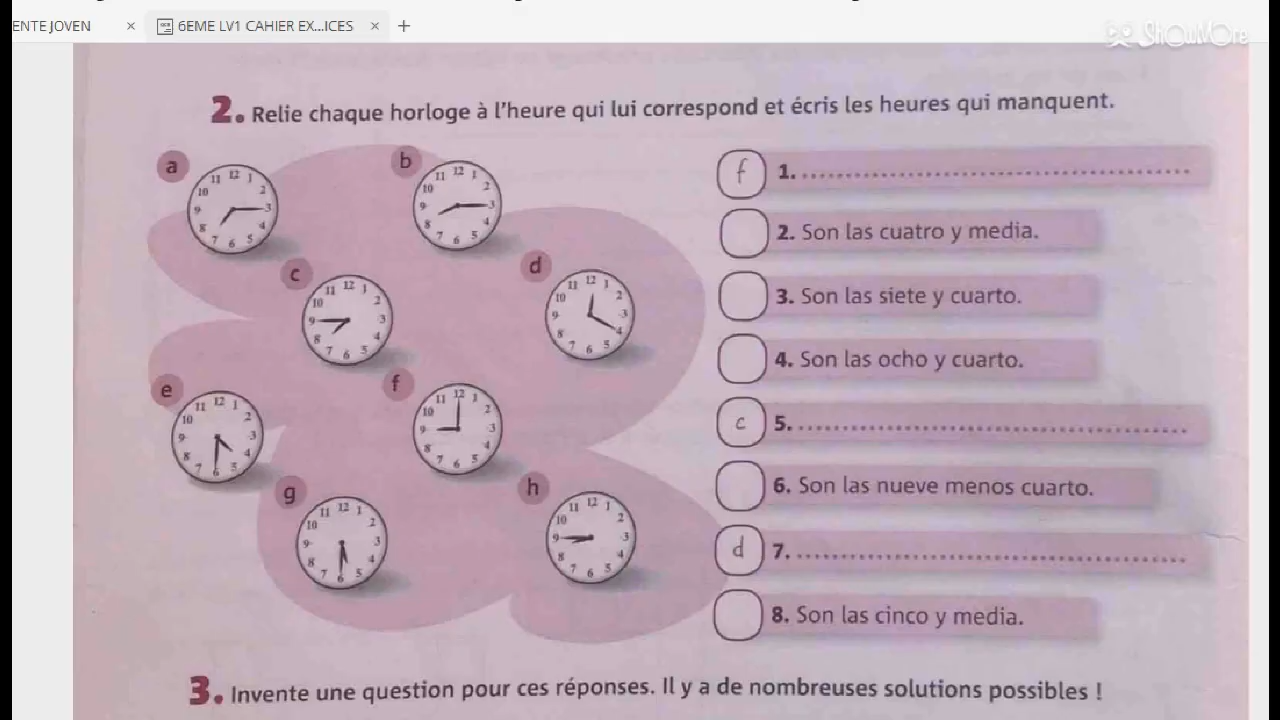 ENTE JOVEN × 6EME LV1 CAHIER EX...ICES × +
ShowMore
2. Relie chaque horloge à l'heure qui lui correspond et écris les heures qui manquent.
a
b
c
d
e
f
g
h
f 1. ........................................
2. Son las cuatro y media.
3. Son las siete y cuarto.
4. Son las ocho y cuarto.
c 5. ........................................
6. Son las nueve menos cuarto.
d 7. ........................................
8. Son las cinco y media.
3. Invente une question pour ces réponses. Il y a de nombreuses solutions possibles !